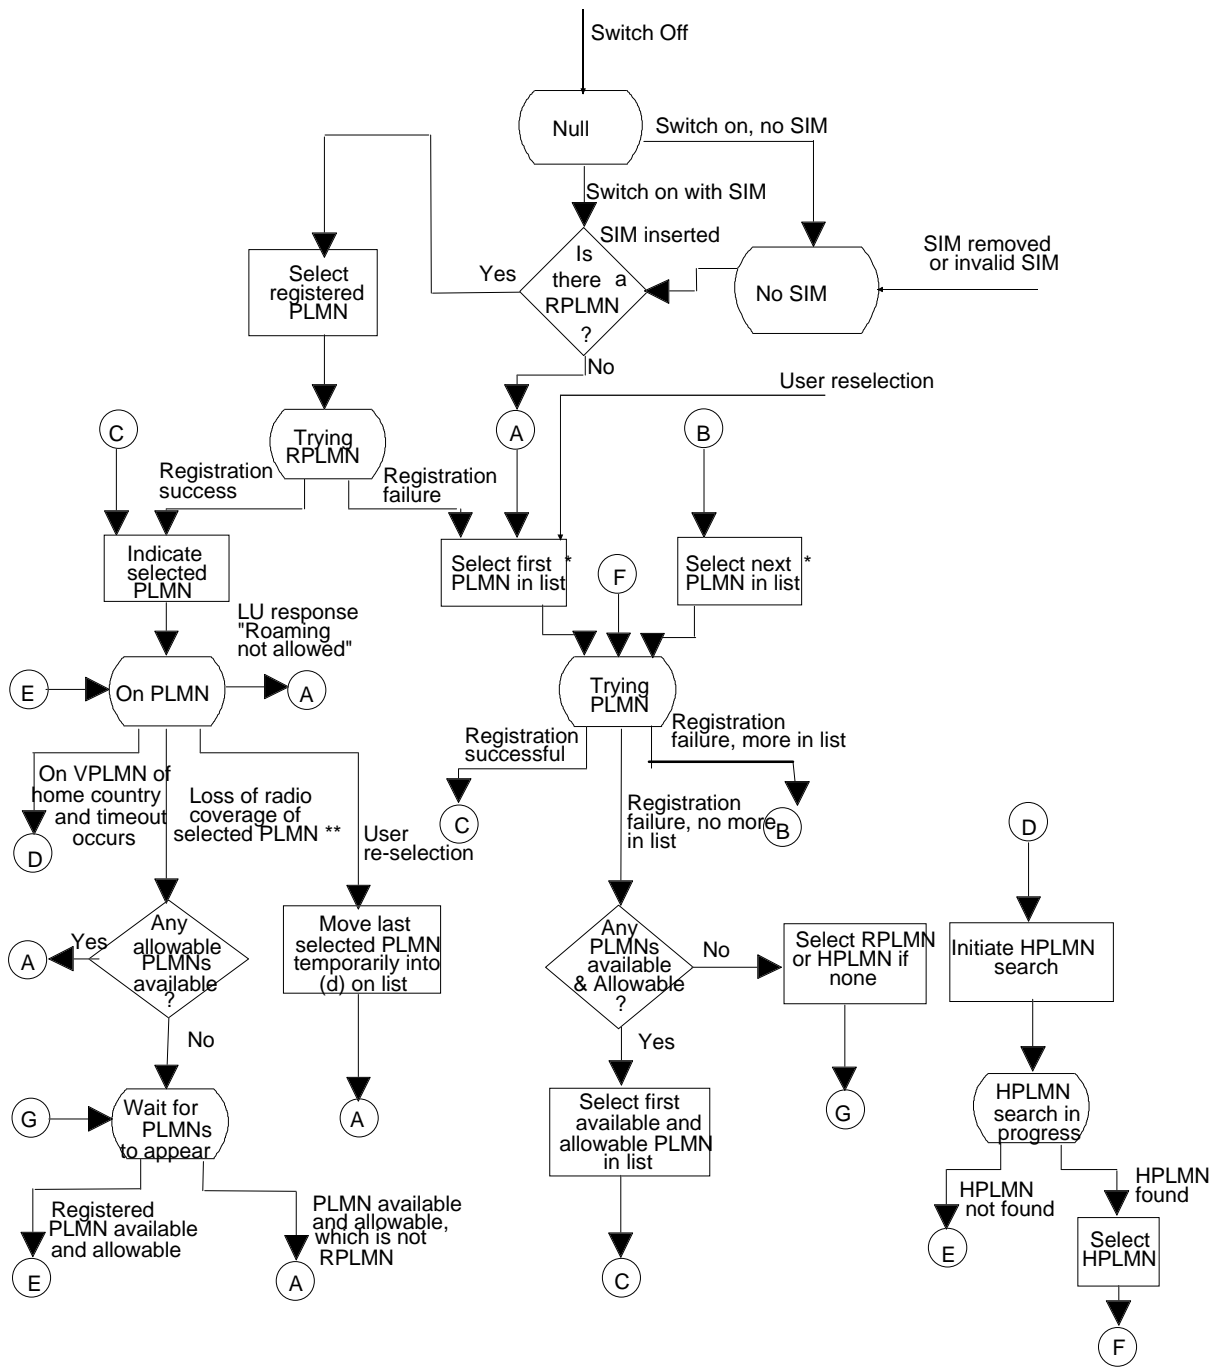 Switch Off
Null
Switch on, no SIM
Switch on with SIM
SIM inserted
SIM removed
or invalid SIM
Is
there a
RPLMN
?
Yes
No SIM
Select
registered
PLMN
No
User reselection
C
Trying
RPLMN
A
B
Registration
success
Registration
failure
Indicate
selected
PLMN
Select first *
PLMN in list
F
Select next *
PLMN in list
LU response
"Roaming
not allowed"
E
On PLMN
A
Trying
PLMN
Registration
successful
Registration
failure, more in list
On VPLMN of
home country
and timeout
occurs
D
Loss of radio
coverage of
selected PLMN **
User
re-selection
C
Registration
failure, no more
in list
B
D
Any
allowable
PLMNs
available
?
Yes
A
Move last
selected PLMN
temporarily into
(d) on list
Any
PLMNs
available
& Allowable
?
No
Select RPLMN
or HPLMN if
none
Initiate HPLMN
search
No
Yes
G
Wait for
PLMNs
to appear
A
Select first
available and
allowable PLMN
in list
G
HPLMN
search in
progress
Registered
PLMN available
and allowable
PLMN available
and allowable,
which is not
RPLMN
HPLMN
not found
HPLMN
found
E
A
C
E
Select
HPLMN
F